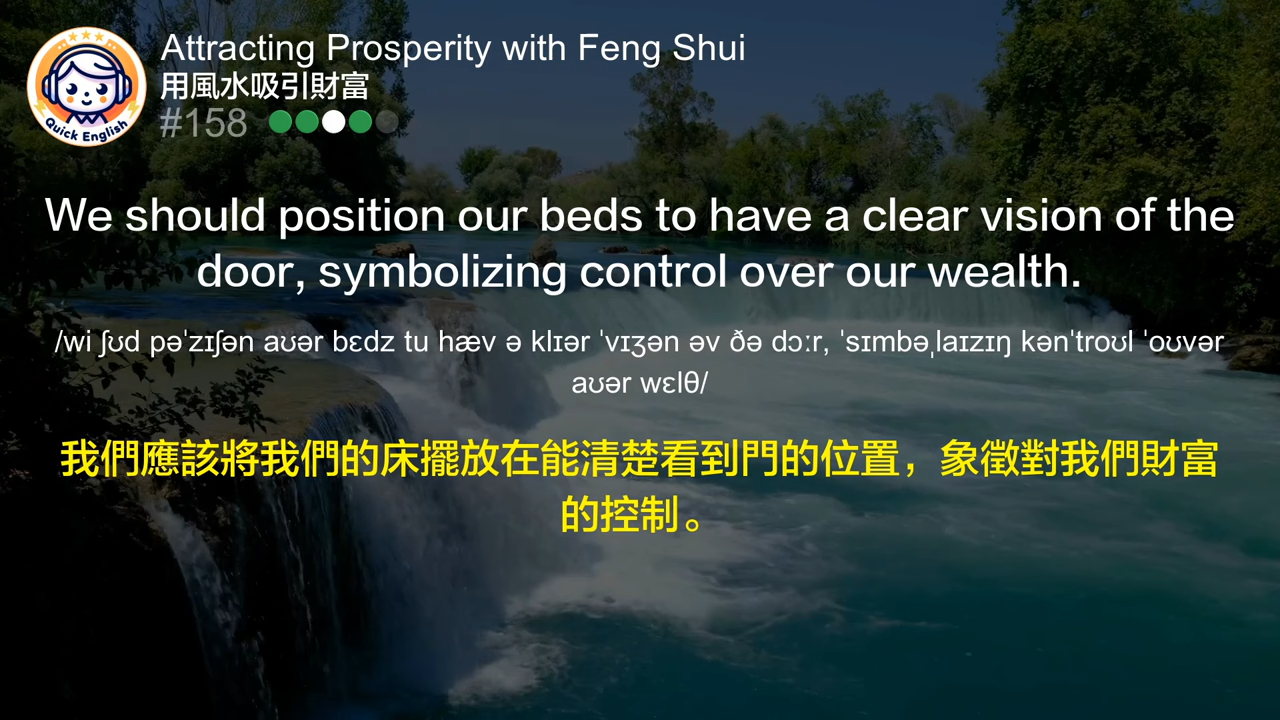 Attracting Prosperity with Feng Shui
用風水吸引財富
#158
Quick English
We should position our beds to have a clear vision of the
door, symbolizing control over our wealth.
/wi ʃʊd pəˈzɪʃən aʊər bɛdz tu hæv ə klɪər ˈvɪʒən əv ðə dɔːr, ˈsɪmbəˌlaɪzɪŋ kənˈtroʊl ˈoʊvər
aʊər wɛlθ/
我們應該將我們的床擺放在能清楚看到門的位置，象徵對我們財富
的控制。